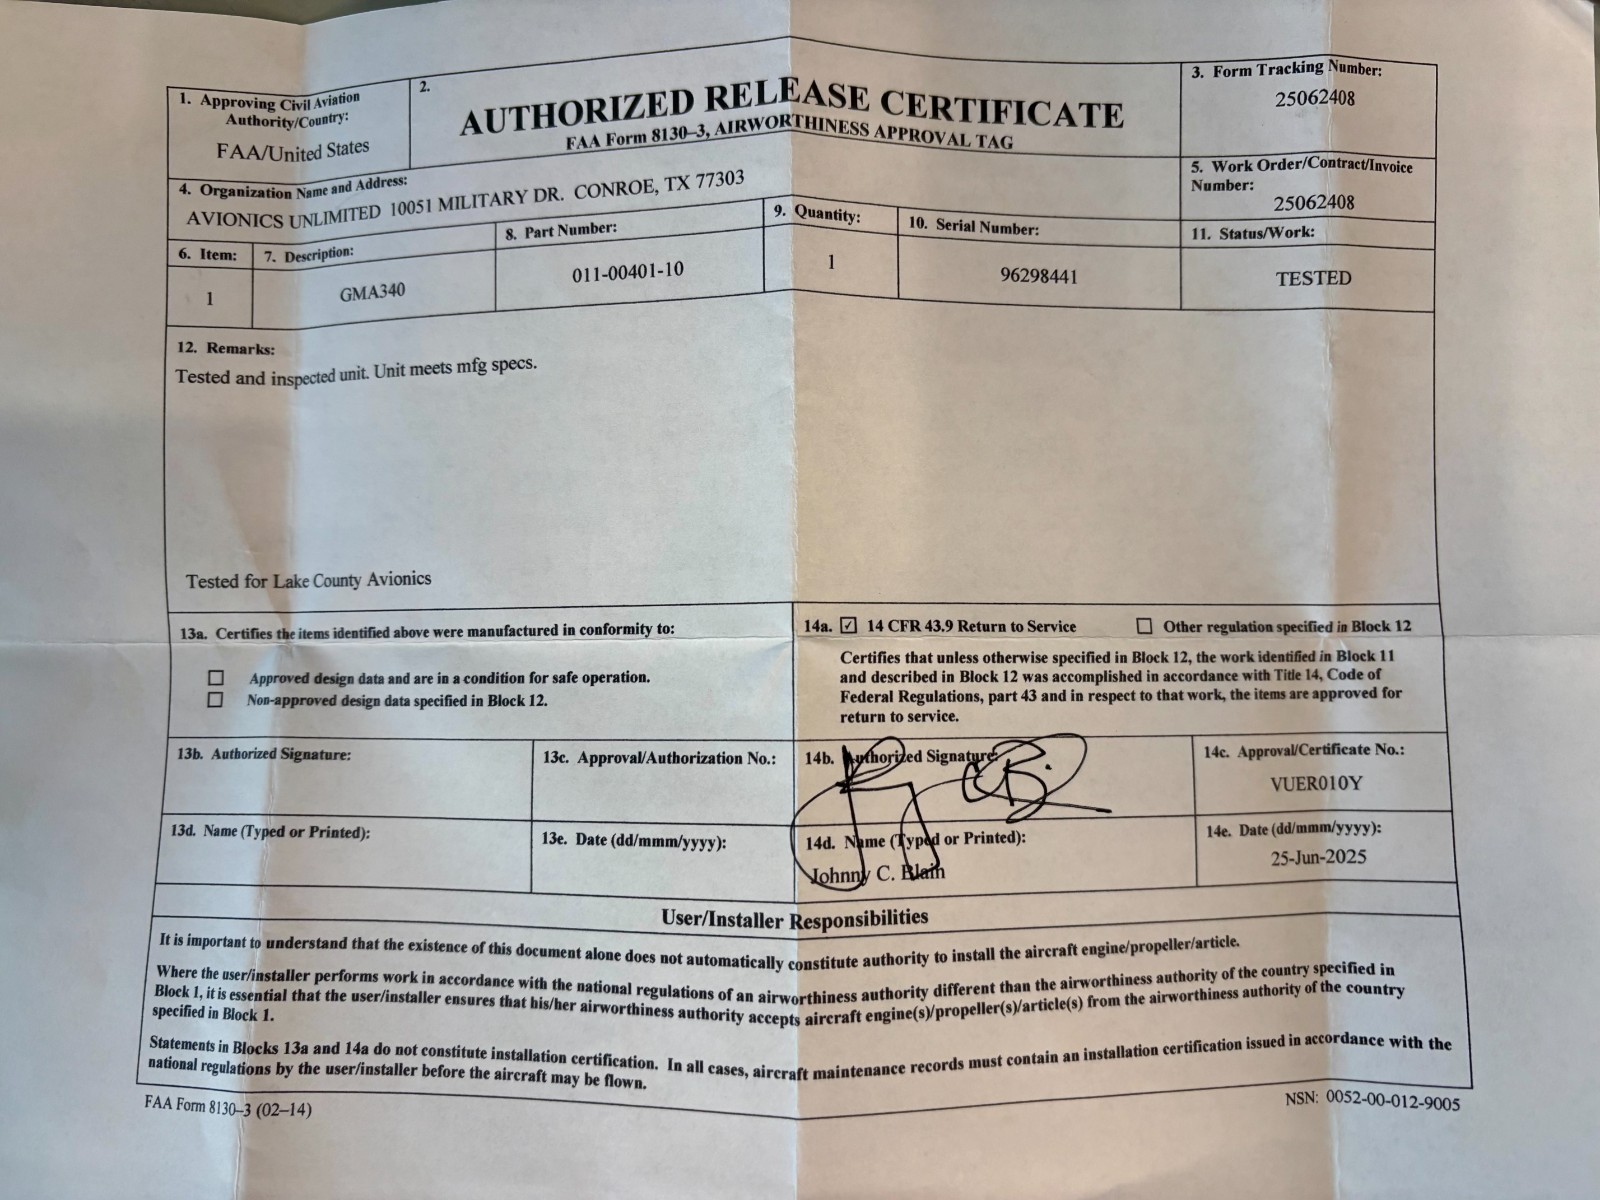 1. Approving Civil Aviation
Authority/Country:
FAA/United States
2.
AUTHORIZED RELEASE CERTIFICATE
FAA Form 8130–3, AIRWORTHINESS APPROVAL TAG
3. Form Tracking Number:
25062408
4. Organization Name and Address:
AVIONICS UNLIMITED 10051 MILITARY DR. CONROE, TX 77303
5. Work Order/Contract/Invoice
Number:
25062408
6. Item:
1
7. Description:
GMA340
8. Part Number:
011-00401-10
9. Quantity:
1
10. Serial Number:
96298441
11. Status/Work:
TESTED
12. Remarks:
Tested and inspected unit. Unit meets mfg specs.
Tested for Lake County Avionics
13a. Certifies the items identified above were manufactured in conformity to:
Approved design data and are in a condition for safe operation.
Non-approved design data specified in Block 12.
14a. ☑ 14 CFR 43.9 Return to Service ☐ Other regulation specified in Block 12
Certifies that unless otherwise specified in Block 12, the work identified in Block 11
and described in Block 12 was accomplished in accordance with Title 14, Code of
Federal Regulations, part 43 and in respect to that work, the items are approved for
return to service.
13b. Authorized Signature:
13c. Approval/Authorization No.:
14b. Authorized Signature:
14c. Approval/Certificate No.:
VUER010Y
13d. Name (Typed or Printed):
13e. Date (dd/mmm/yyyy):
14d. Name (Typed or Printed):
Johnny C. Blain
14e. Date (dd/mmm/yyyy):
25-Jun-2025
User/Installer Responsibilities
It is important to understand that the existence of this document alone does not automatically constitute authority to install the aircraft engine/propeller/article.
Where the user/installer performs work in accordance with the national regulations of an airworthiness authority different than the airworthiness authority of the country specified in
Block 1, it is essential that the user/installer ensures that his/her airworthiness authority accepts aircraft engine(s)/propeller(s)/article(s) from the airworthiness authority of the country
specified in Block 1.
Statements in Blocks 13a and 14a do not constitute installation certification. In all cases, aircraft maintenance records must contain an installation certification issued in accordance with the
national regulations by the user/installer before the aircraft may be flown.
FAA Form 8130–3 (02–14)
NSN: 0052-00-012-9005